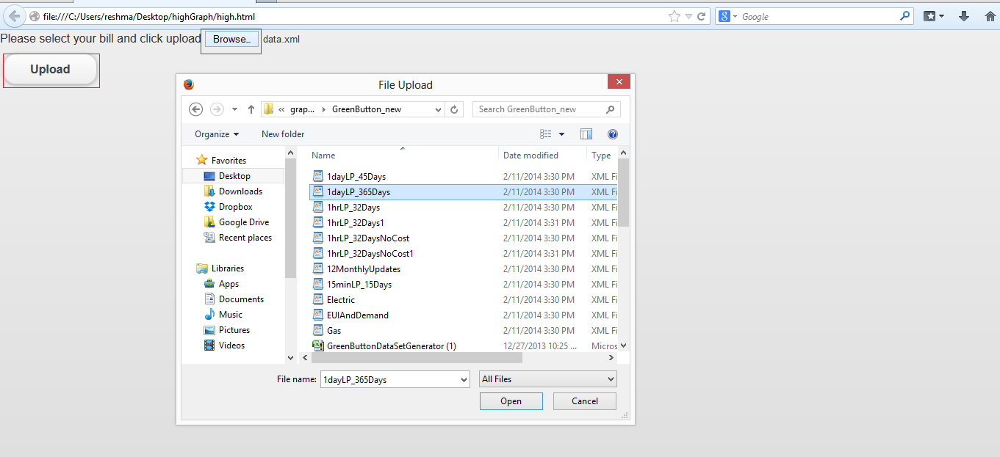 file:///C:/Users/reshma/Desktop/highGraph/high.html
Google
Please select your bill and click upload Browse.. data.xml
Upload
File Upload
« grap... GreenButton_new
Search GreenButton_new
Organize New folder
Name Date modified Type
Favorites
Desktop
Downloads
Dropbox
Google Drive
Recent places
Libraries
Apps
Documents
Music
Pictures
Videos
1dayLP_45Days 2/11/2014 3:30 PM XML Fi
1dayLP_365Days 2/11/2014 3:30 PM XML Fi
1hrLP_32Days 2/11/2014 3:30 PM XML Fi
1hrLP_32Days1 2/11/2014 3:31 PM XML Fi
1hrLP_32DaysNoCost 2/11/2014 3:30 PM XML Fi
1hrLP_32DaysNoCost1 2/11/2014 3:31 PM XML Fi
12MonthlyUpdates 2/11/2014 3:30 PM XML Fi
15minLP_15Days 2/11/2014 3:30 PM XML Fi
Electric 2/11/2014 3:30 PM XML Fi
EUIAndDemand 2/11/2014 3:30 PM XML Fi
Gas 2/11/2014 3:30 PM XML Fi
GreenButtonDataSetGenerator (1) 12/27/2013 10:25 ... Micros
File name: 1dayLP_365Days All Files
Open Cancel